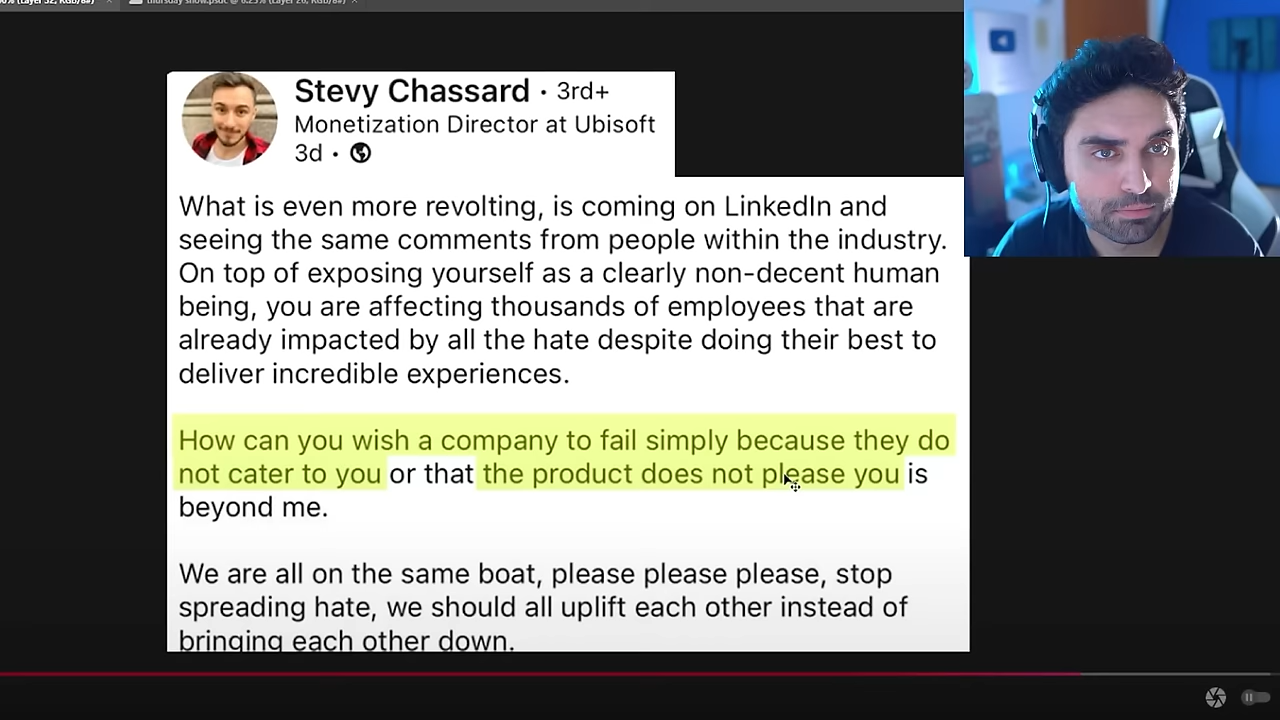 Stevy Chassard · 3rd+
Monetization Director at Ubisoft
3d ·
What is even more revolting, is coming on LinkedIn and
seeing the same comments from people within the industry.
On top of exposing yourself as a clearly non-decent human
being, you are affecting thousands of employees that are
already impacted by all the hate despite doing their best to
deliver incredible experiences.
How can you wish a company to fail simply because they do
not cater to you or that the product does not please you is
beyond me.
We are all on the same boat, please please please, stop
spreading hate, we should all uplift each other instead of
bringing each other down.